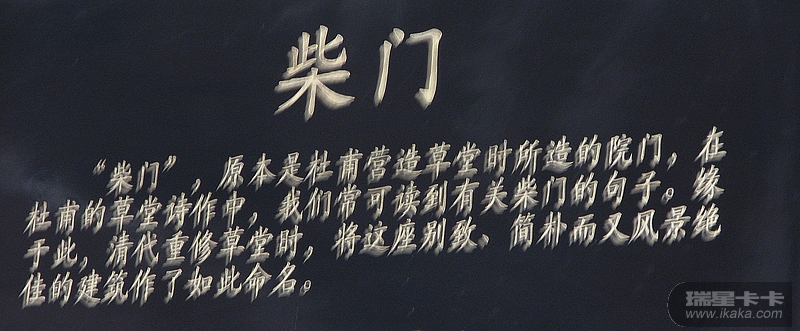 柴门
“柴门”，原本是杜甫营造草堂时所造的院门，在
杜甫的草堂诗作中，我们常可读到有关柴门的句子。缘
于此，清代重修草堂时，将这座别致、简朴而又风景绝
佳的建筑作了如此命名。
瑞星卡卡
www.ikaka.com